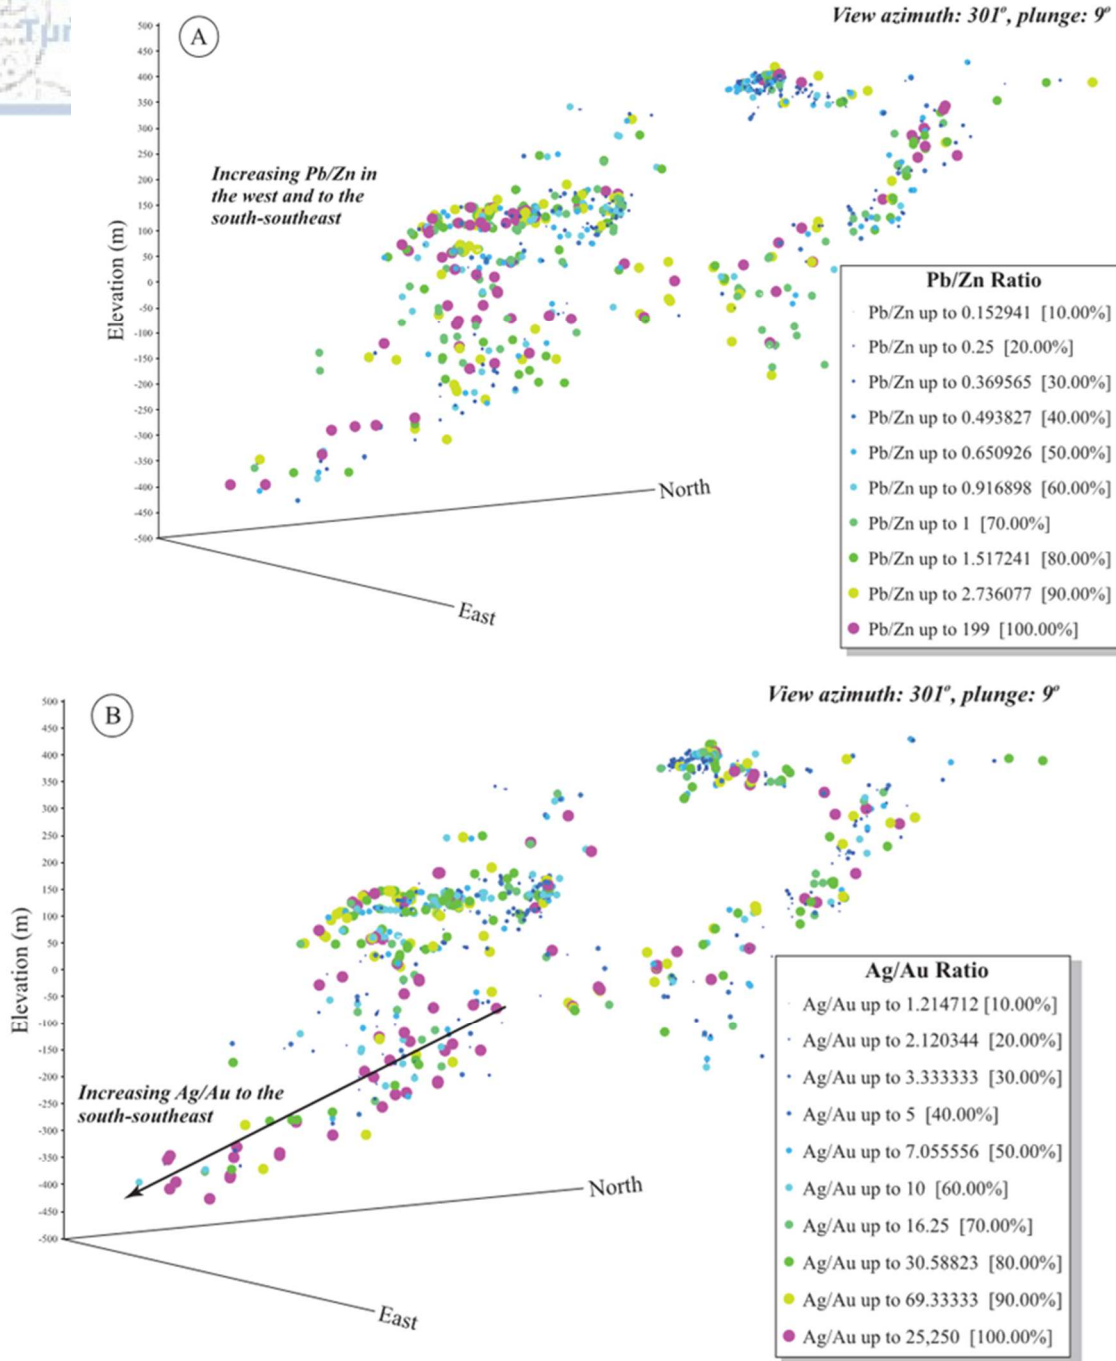 View azimuth: 301º, plunge: 9º
A
500
450
400
350
300
250
200
150
100
50
0
-50
-100
-150
-200
-250
-300
-350
-400
-450
-500
Elevation (m)
Increasing Pb/Zn in
the west and to the
south-southeast
North
East
Pb/Zn Ratio
Pb/Zn up to 0.152941 [10.00%]
Pb/Zn up to 0.25 [20.00%]
Pb/Zn up to 0.369565 [30.00%]
Pb/Zn up to 0.493827 [40.00%]
Pb/Zn up to 0.650926 [50.00%]
Pb/Zn up to 0.916898 [60.00%]
Pb/Zn up to 1 [70.00%]
Pb/Zn up to 1.517241 [80.00%]
Pb/Zn up to 2.736077 [90.00%]
Pb/Zn up to 199 [100.00%]
View azimuth: 301º, plunge: 9º
B
500
450
400
350
300
250
200
150
100
50
0
-50
-100
-150
-200
-250
-300
-350
-400
-450
-500
Elevation (m)
Increasing Ag/Au to the
south-southeast
North
East
Ag/Au Ratio
Ag/Au up to 1.214712 [10.00%]
Ag/Au up to 2.120344 [20.00%]
Ag/Au up to 3.333333 [30.00%]
Ag/Au up to 5 [40.00%]
Ag/Au up to 7.055556 [50.00%]
Ag/Au up to 10 [60.00%]
Ag/Au up to 16.25 [70.00%]
Ag/Au up to 30.58823 [80.00%]
Ag/Au up to 69.33333 [90.00%]
Ag/Au up to 25,250 [100.00%]